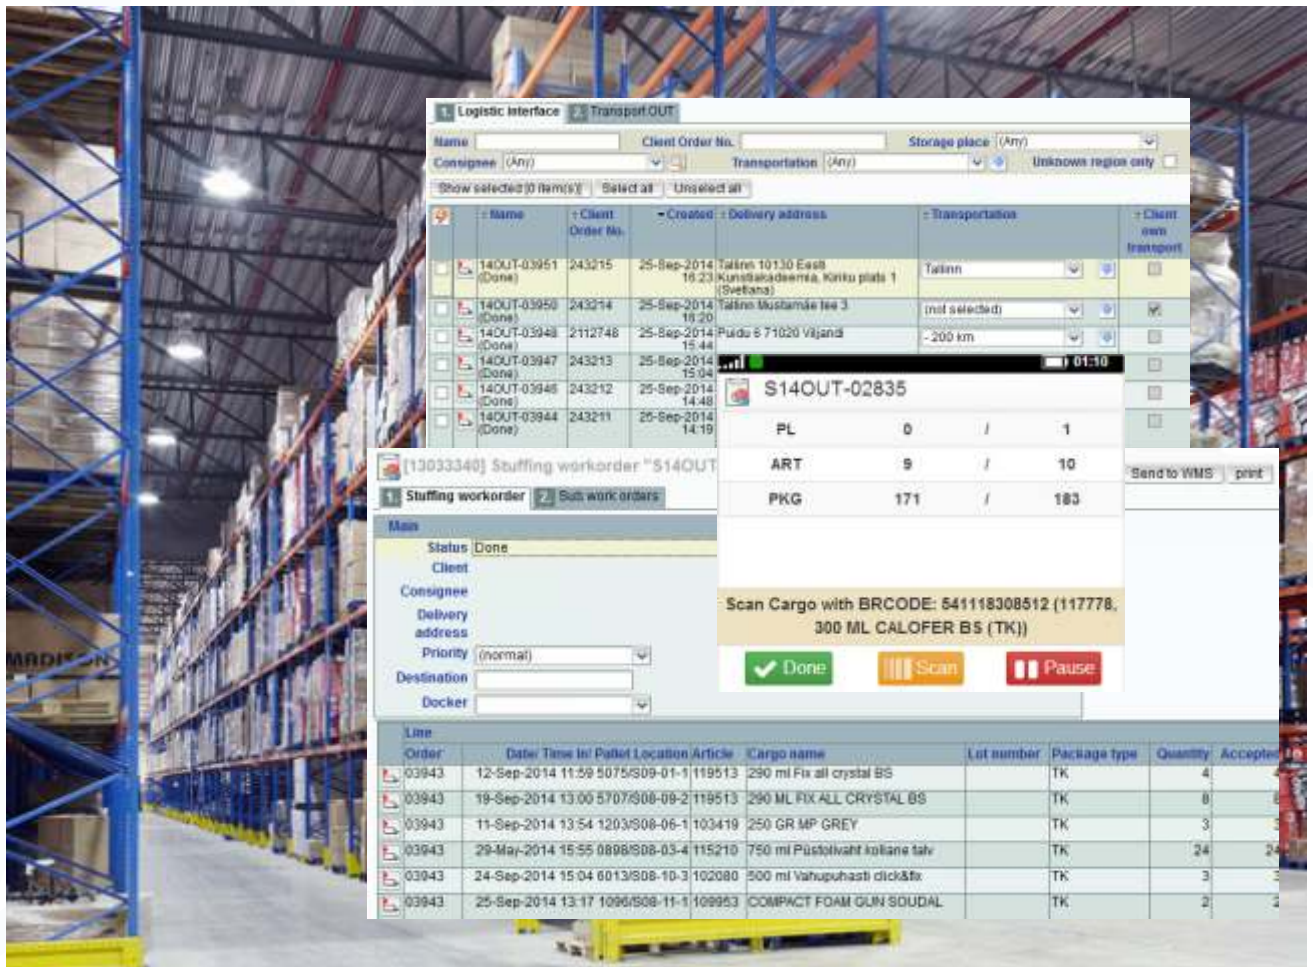 1. Logistic interface 2. Transport OUT
Name Client Order No. Storage place (Any)
Consignee (Any) Transportation (Any) Unknown region only
Show selected [0 item(s)] Select all Unselect all
Name Client Order No. Created Delivery address Transportation Client own transport
14OUT-03951 (Done) 243215 25-Sep-2014 16:23 Tallinn 10130 Eesti Kunstiakadeemia, Kiriku plats 1 (Svetlana) Tallinn
14OUT-03950 (Done) 243214 25-Sep-2014 16:20 Tallinn Mustamäe tee 3 (not selected)
14OUT-03948 (Done) 2112748 25-Sep-2014 15:44 Puidu 6 71020 Viljandi - 200 km
14OUT-03947 (Done) 243213 25-Sep-2014 15:04
14OUT-03946 (Done) 243212 25-Sep-2014 14:48
14OUT-03944 (Done) 243211 25-Sep-2014 14:19
01:10
S14OUT-02835
PL 0 / 1
ART 9 / 10
PKG 171 / 183
Scan Cargo with BRCODE: 541118308512 (117778,
300 ML CALOFER BS (TK))
Done Scan Pause
[13033340] Stuffing workorder "S14OUT
Send to WMS print
1. Stuffing workorder 2. Sub work orders
Main
Status Done
Client
Consignee
Delivery
address
Priority (normal)
Destination
Docker
Line
Order Date/ Time In/ Pallet Location Article Cargo name Lot number Package type Quantity Accepted
03943 12-Sep-2014 11:59 5075/S09-01-1 119513 290 ml Fix all crystal BS TK 4 4
03943 19-Sep-2014 13:00 5707/S08-09-2 119513 290 ML FIX ALL CRYSTAL BS TK 8 8
03943 11-Sep-2014 13:54 1203/S08-06-1 103419 250 GR MP GREY TK 3 3
03943 29-May-2014 15:55 0898/S08-03-4 115210 750 ml Püstolivaht kollane talv TK 24 24
03943 24-Sep-2014 15:04 6013/S08-10-3 102080 500 ml Vahupuhasti click&fix TK 3 3
03943 25-Sep-2014 13:17 1096/S08-11-1 109953 COMPACT FOAM GUN SOUDAL TK 2 2
MADISON